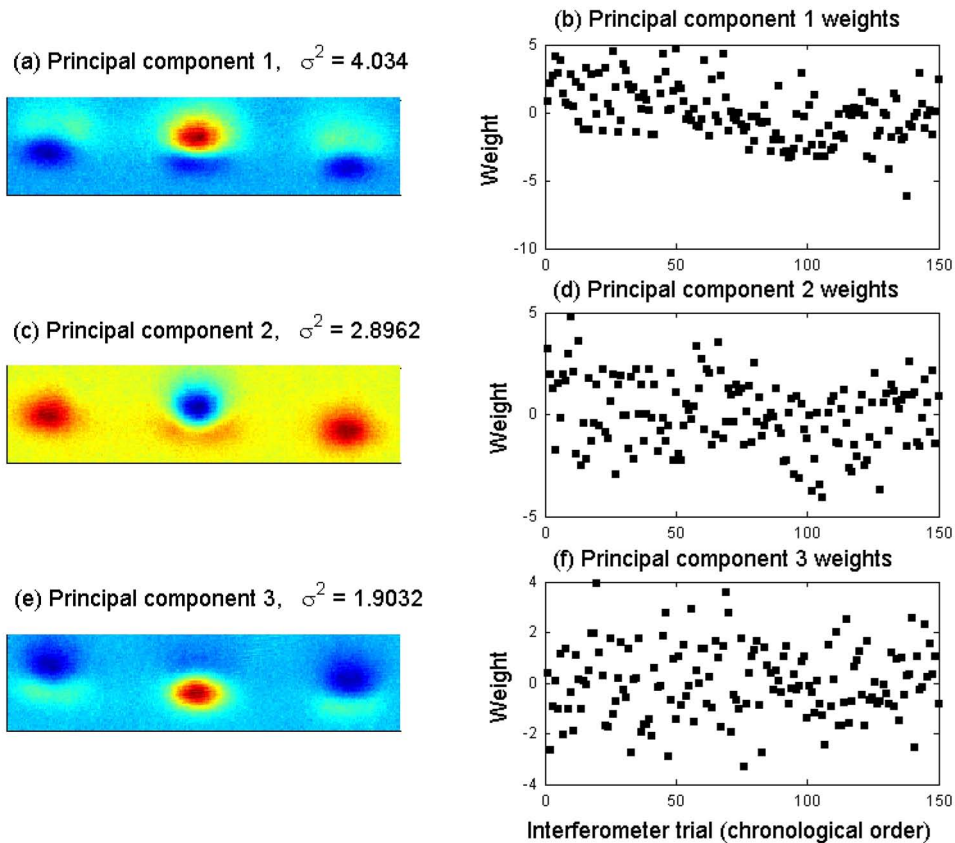 (a) Principal component 1, σ² = 4.034
(b) Principal component 1 weights
5
0
-5
-10
Weight
0
50
100
150
(c) Principal component 2, σ² = 2.8962
(d) Principal component 2 weights
5
0
-5
Weight
0
50
100
150
(e) Principal component 3, σ² = 1.9032
(f) Principal component 3 weights
4
2
0
-2
-4
Weight
0
50
100
150
Interferometer trial (chronological order)